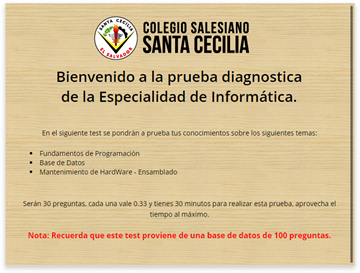 SANTA CECILIA
EL SALVADOR
COLEGIO SALESIANO
SANTA CECILIA
Bienvenido a la prueba diagnostica
de la Especialidad de Informática.
En el siguiente test se pondrán a prueba tus conocimientos sobre los siguientes temas:
Fundamentos de Programación
Base de Datos
Mantenimiento de HardWare - Ensamblado
Serán 30 preguntas, cada una vale 0.33 y tienes 30 minutos para realizar esta prueba, aprovecha el
tiempo al máximo.
Nota: Recuerda que este test proviene de una base de datos de 100 preguntas.